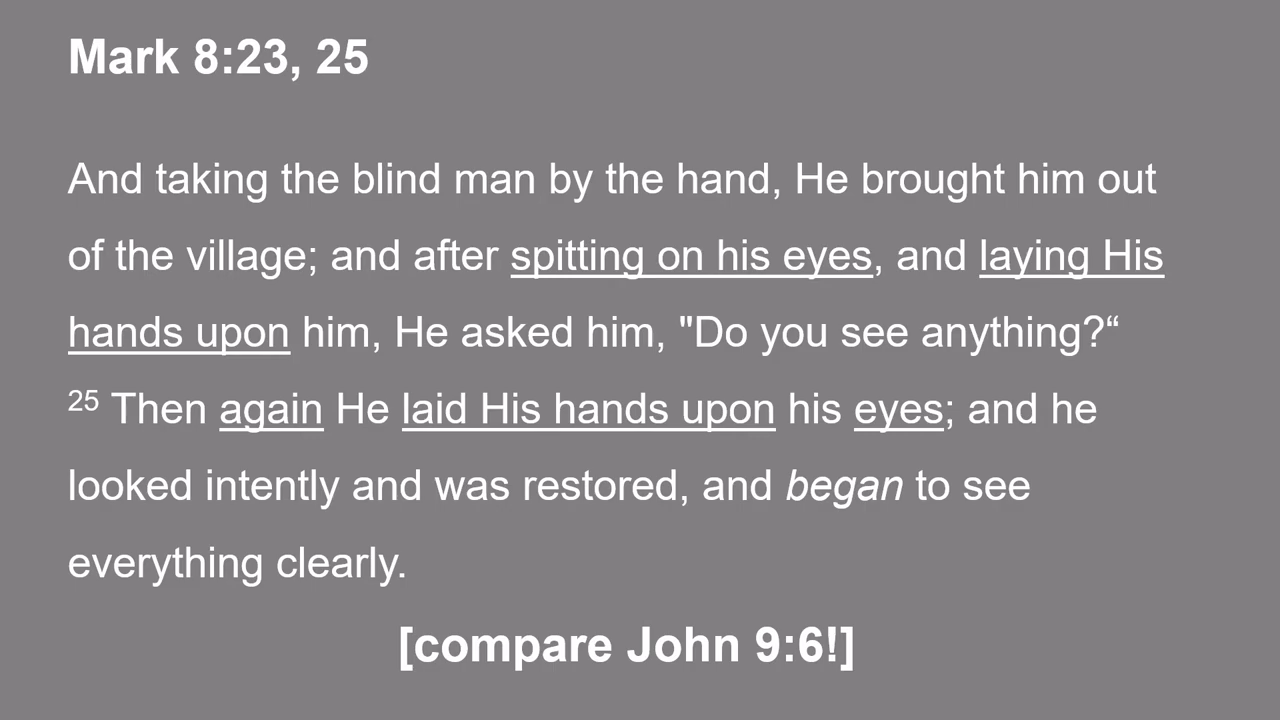 Mark 8:23, 25
And taking the blind man by the hand, He brought him out
of the village; and after spitting on his eyes, and laying His
hands upon him, He asked him, "Do you see anything?“
25 Then again He laid His hands upon his eyes; and he
looked intently and was restored, and began to see
everything clearly.
[compare John 9:6!]